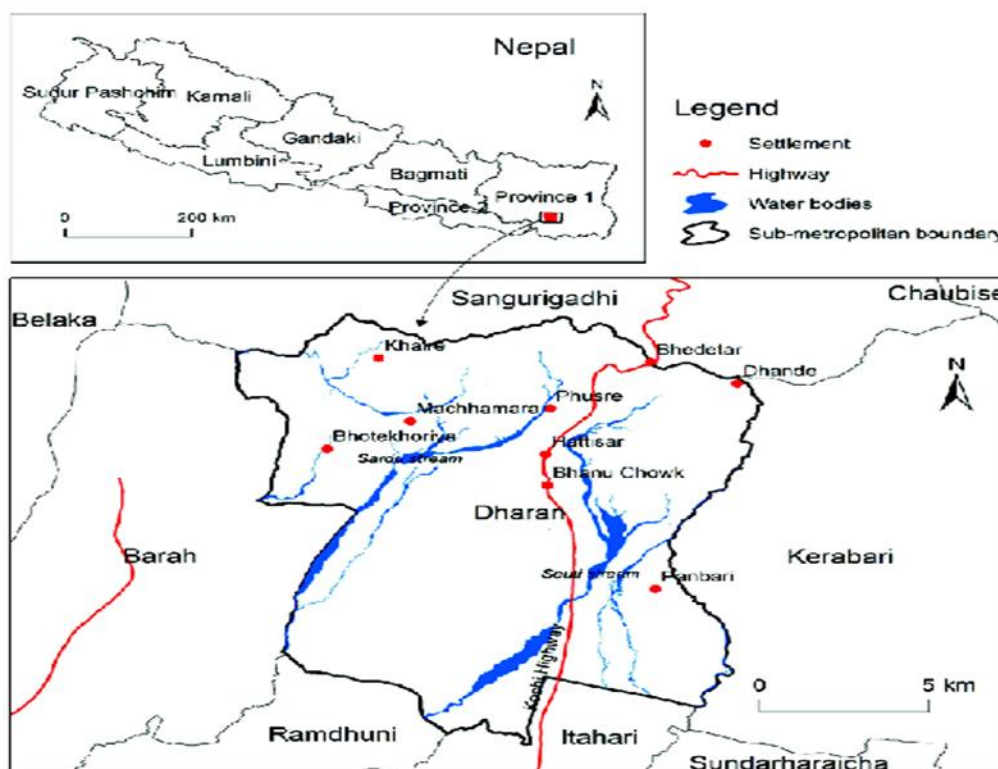 Nepal
N
Sudur Pashchim
Karnali
Gandaki
Lumbini
Bagmati
Province 1
Province 2
0 200 km
Legend
Settlement
Highway
Water bodies
Sub-metropolitan boundary
Sangurigadhi
Chaubise
Belaka
Khaire
Bhedetar
N
Dhande
Machhamara
Phusre
Bhotekhoriya
Hattisar
Sardu stream
Bhanu Chowk
Dharan
Barah
Kerabari
Seuti stream
Panbari
Koshi Highway
0 5 km
Ramdhuni
Itahari
Sundarharaicha